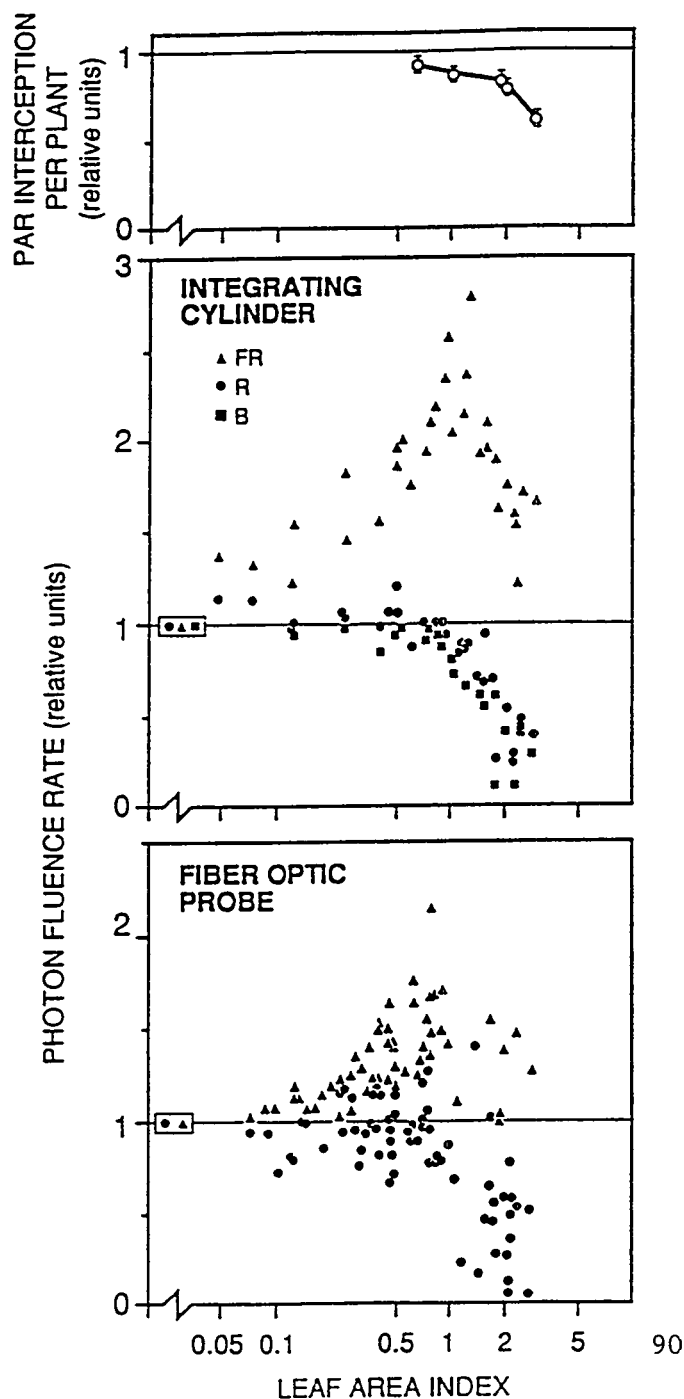 PAR INTERCEPTION
PER PLANT
(relative units)
1
0
3
INTEGRATING
CYLINDER
FR
R
B
2
1
0
PHOTON FLUENCE RATE (relative units)
FIBER OPTIC
PROBE
2
1
0
0.05 0.1 0.5 1 2 5
90
LEAF AREA INDEX